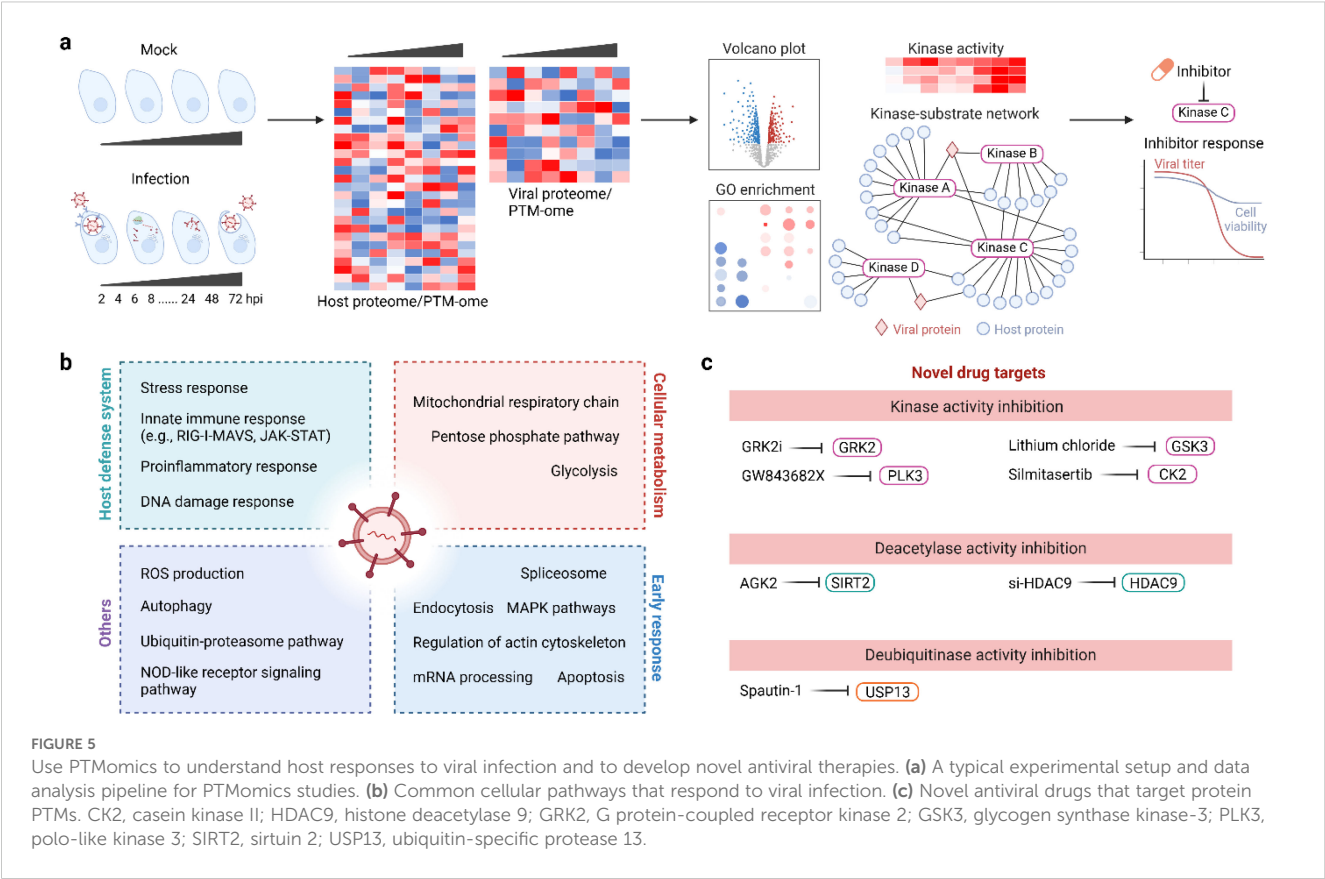 a
Mock
Infection
2 4 6 8 ...... 24 48 72 hpi
Host proteome/PTM-ome
Viral proteome/
PTM-ome
Volcano plot
GO enrichment
Kinase activity
Kinase-substrate network
Kinase A
Kinase B
Kinase C
Kinase D
Viral protein
Host protein
Inhibitor
Kinase C
Inhibitor response
Viral titer
Cell
viability
b
Host defense system
Stress response
Innate immune response
(e.g., RIG-I-MAVS, JAK-STAT)
Proinflammatory response
DNA damage response
Cellular metabolism
Mitochondrial respiratory chain
Pentose phosphate pathway
Glycolysis
Others
ROS production
Autophagy
Ubiquitin-proteasome pathway
NOD-like receptor signaling
pathway
Early response
Spliceosome
Endocytosis MAPK pathways
Regulation of actin cytoskeleton
mRNA processing Apoptosis
c
Novel drug targets
Kinase activity inhibition
GRK2i GRK2
Lithium chloride GSK3
GW843682X PLK3
Silmitasertib CK2
Deacetylase activity inhibition
AGK2 SIRT2
si-HDAC9 HDAC9
Deubiquitinase activity inhibition
Spautin-1 USP13
FIGURE 5
Use PTMomics to understand host responses to viral infection and to develop novel antiviral therapies. (a) A typical experimental setup and data
analysis pipeline for PTMomics studies. (b) Common cellular pathways that respond to viral infection. (c) Novel antiviral drugs that target protein
PTMs. CK2, casein kinase II; HDAC9, histone deacetylase 9; GRK2, G protein-coupled receptor kinase 2; GSK3, glycogen synthase kinase-3; PLK3,
polo-like kinase 3; SIRT2, sirtuin 2; USP13, ubiquitin-specific protease 13.